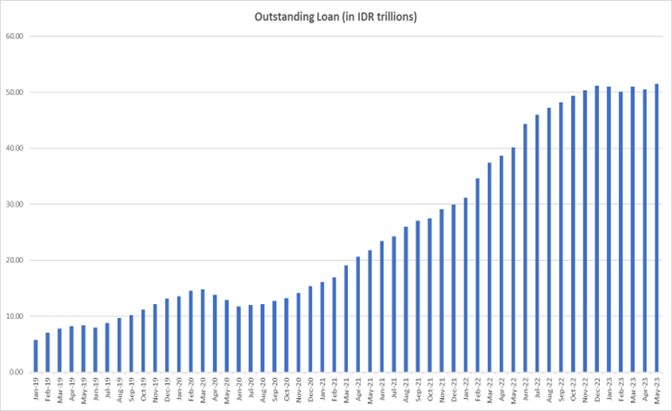 Outstanding Loan (in IDR trillions)
60.00
50.00
40.00
30.00
20.00
10.00
0.00
Jan-19
Feb-19
Mar-19
Apr-19
May-19
Jun-19
Jul-19
Aug-19
Sep-19
Oct-19
Nov-19
Dec-19
Jan-20
Feb-20
Mar-20
Apr-20
May-20
Jun-20
Jul-20
Aug-20
Sep-20
Oct-20
Nov-20
Dec-20
Jan-21
Feb-21
Mar-21
Apr-21
May-21
Jun-21
Jul-21
Aug-21
Sep-21
Oct-21
Nov-21
Dec-21
Jan-22
Feb-22
Mar-22
Apr-22
May-22
Jun-22
Jul-22
Aug-22
Sep-22
Oct-22
Nov-22
Dec-22
Jan-23
Feb-23
Mar-23
Apr-23
May-23